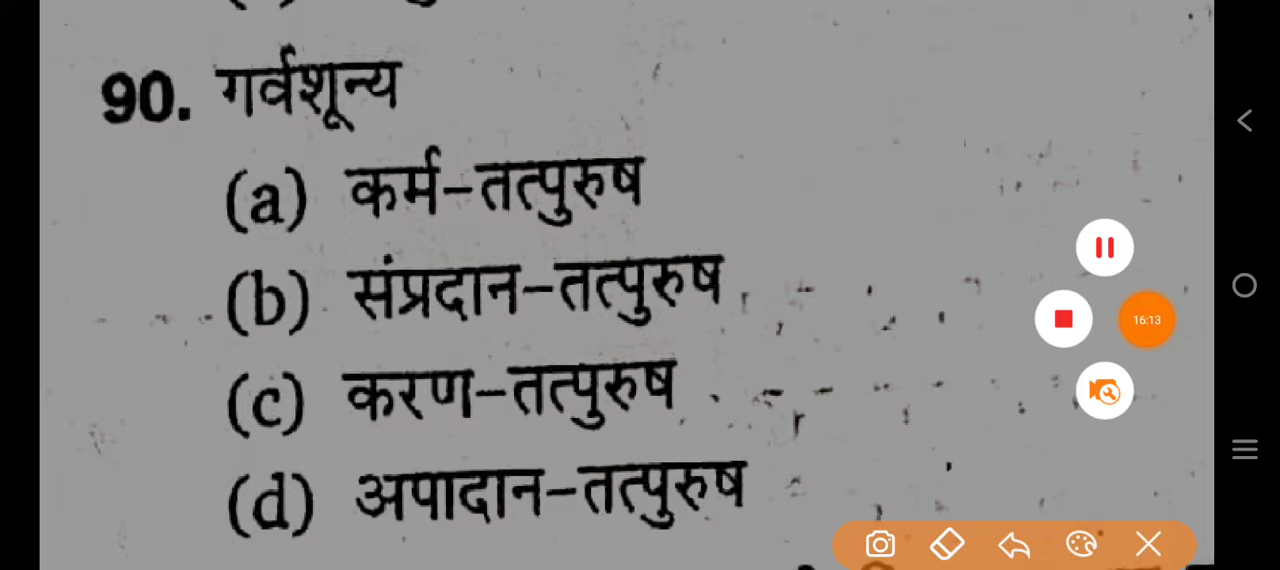 90. गर्वशून्य
(a) कर्म-तत्पुरुष
(b) संप्रदान-तत्पुरुष
(c) करण-तत्पुरुष
16:13
(d) अपादान-तत्पुरुष